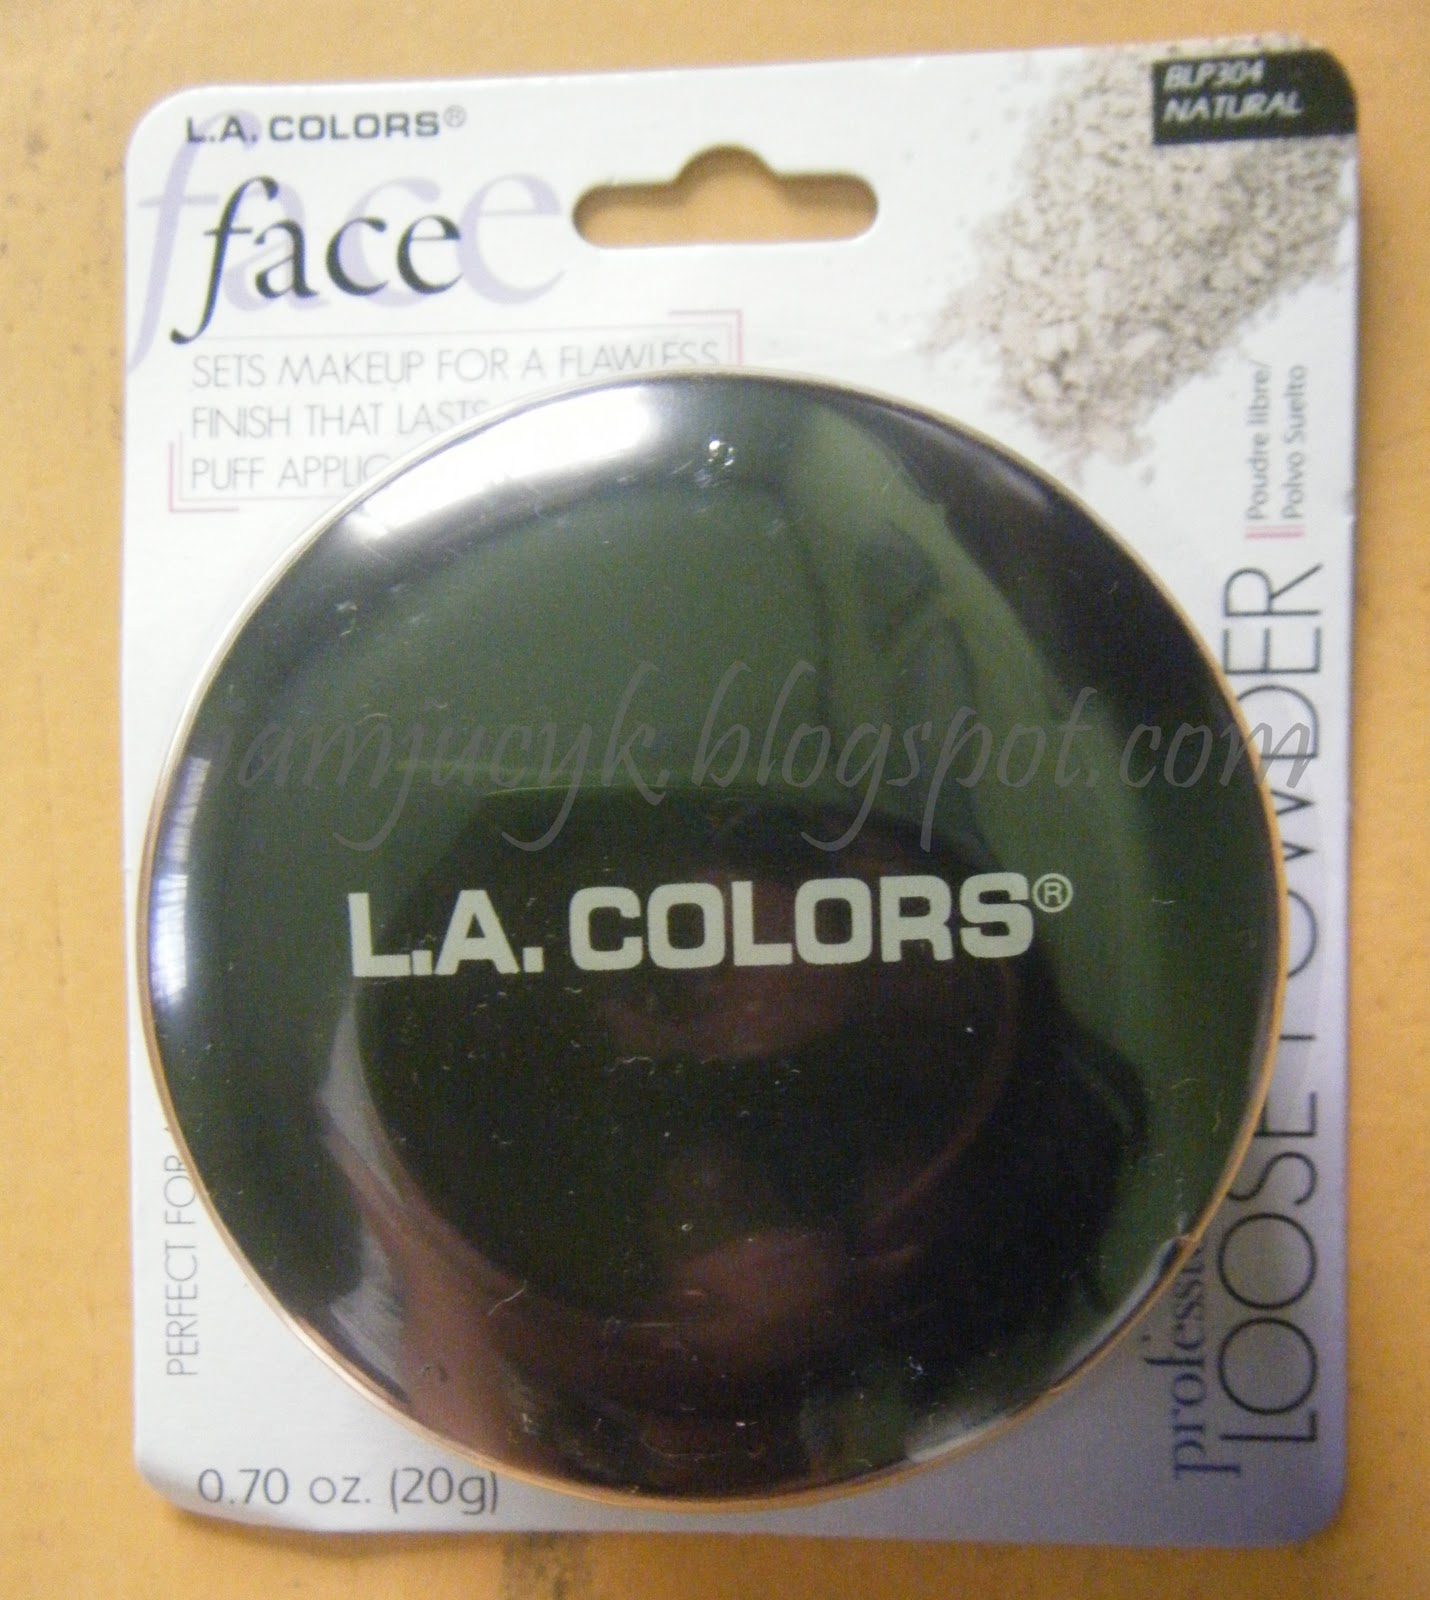 L.A. COLORS®
face
face
SETS MAKEUP FOR A FLAWLESS
FINISH THAT LASTS
PUFF
BLP304
NATURAL
Poudre libre/
Polvo Suelto
LOOSE POWDER
iamjucyk.blogspot.com
L.A. COLORS®
PERFECT FOR
0.70 oz. (20g)